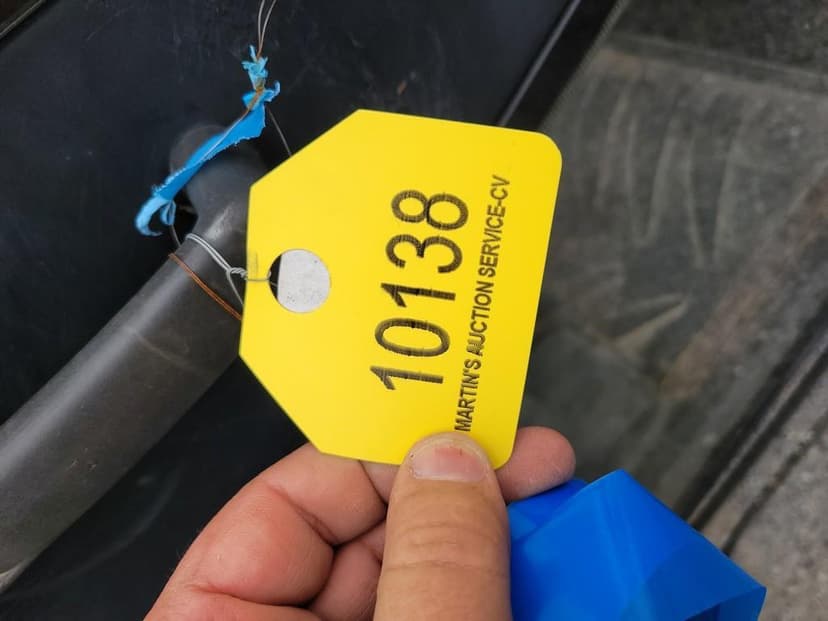 10138
MARTIN'S AUCTION SERVICE-CV